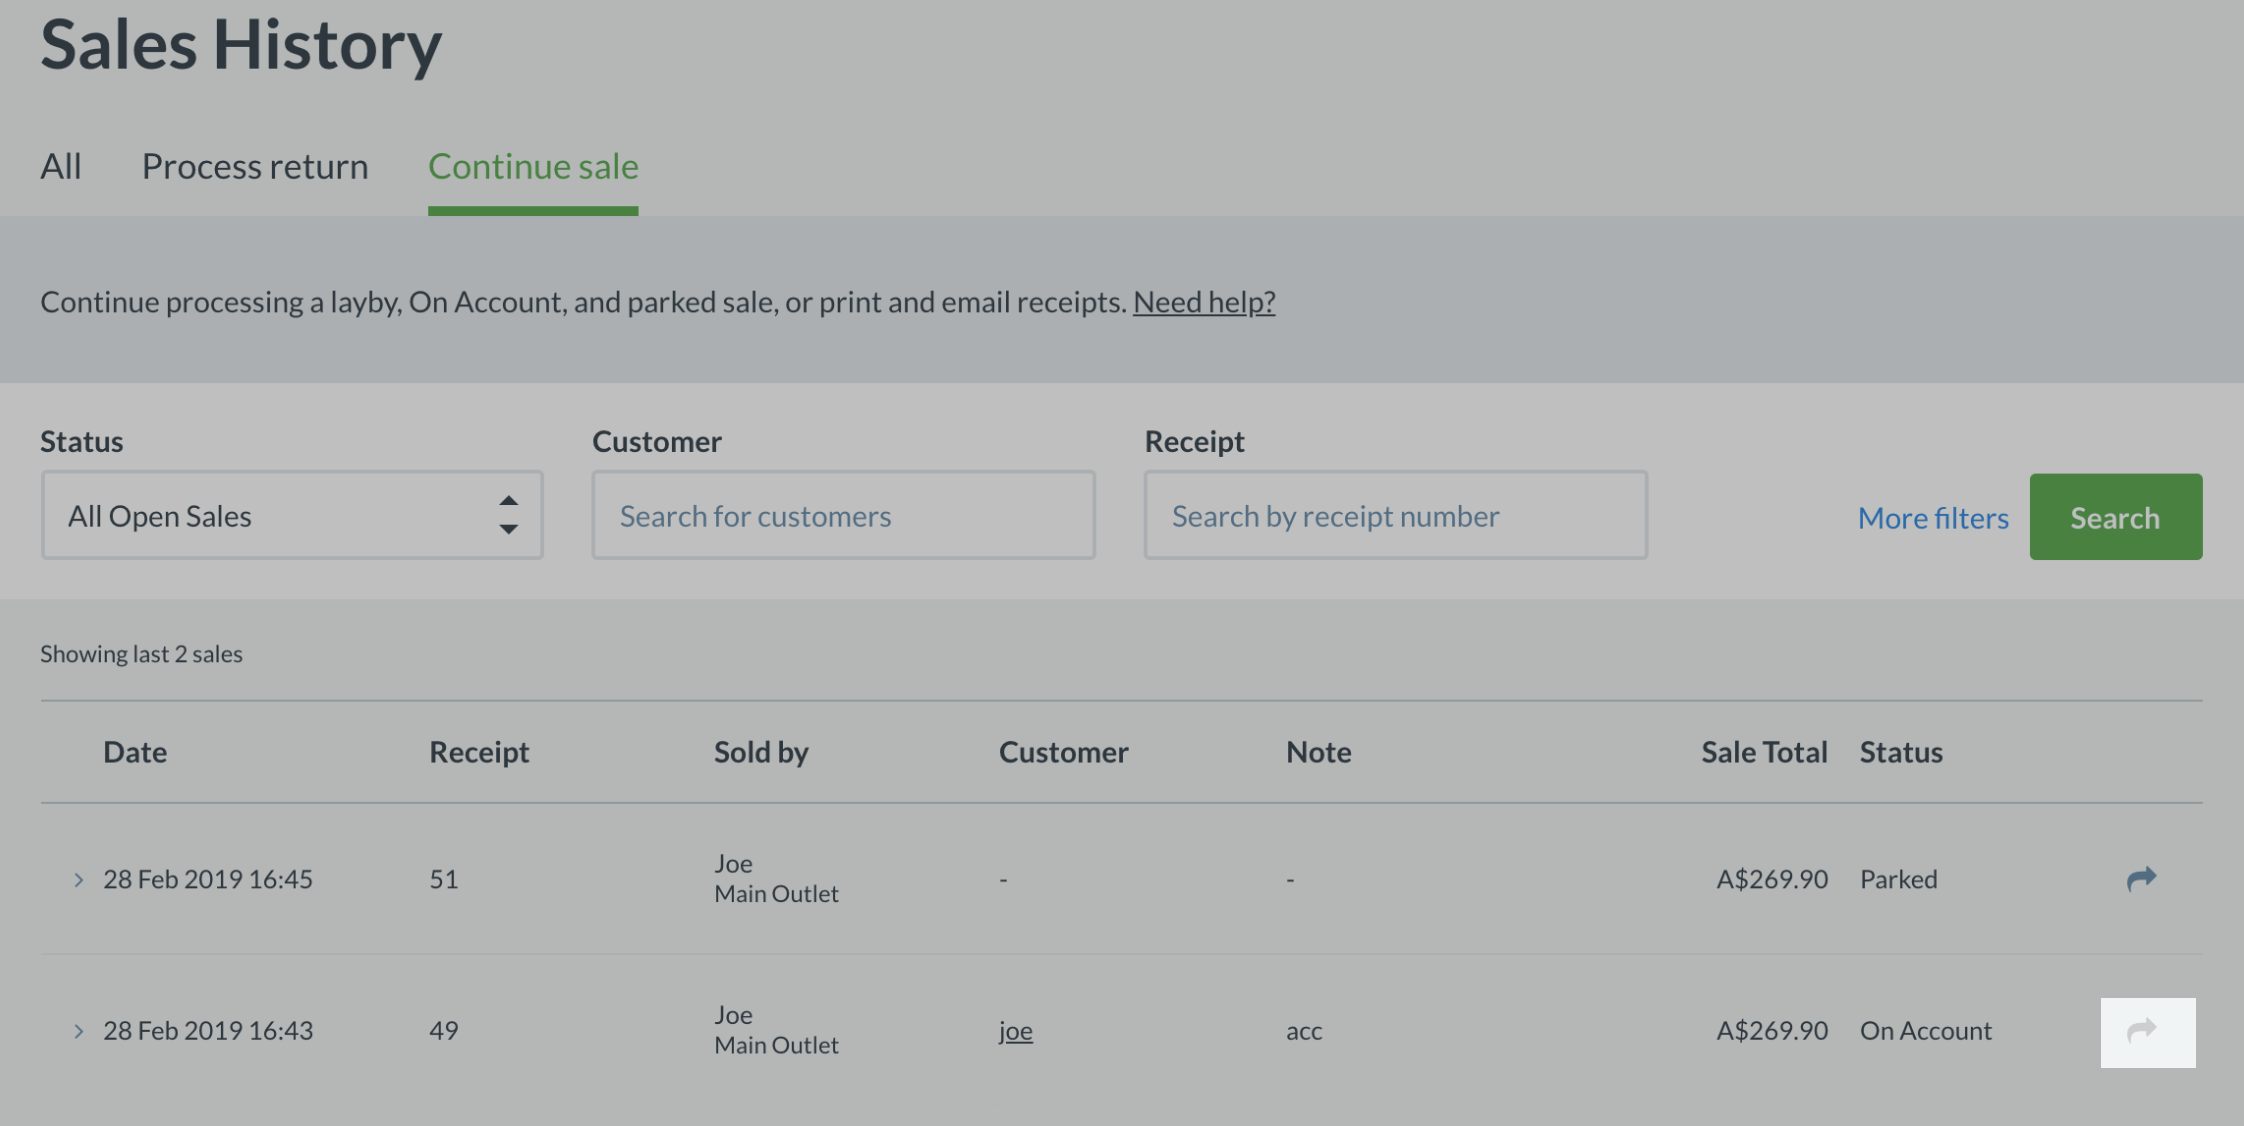 Sales History
All Process return Continue sale
Continue processing a layby, On Account, and parked sale, or print and email receipts. Need help?
Status Customer Receipt
All Open Sales Search for customers Search by receipt number More filters Search
Showing last 2 sales
Date Receipt Sold by Customer Note Sale Total Status
28 Feb 2019 16:45 51 Joe - - A$269.90 Parked
Main Outlet
28 Feb 2019 16:43 49 Joe joe acc A$269.90 On Account
Main Outlet